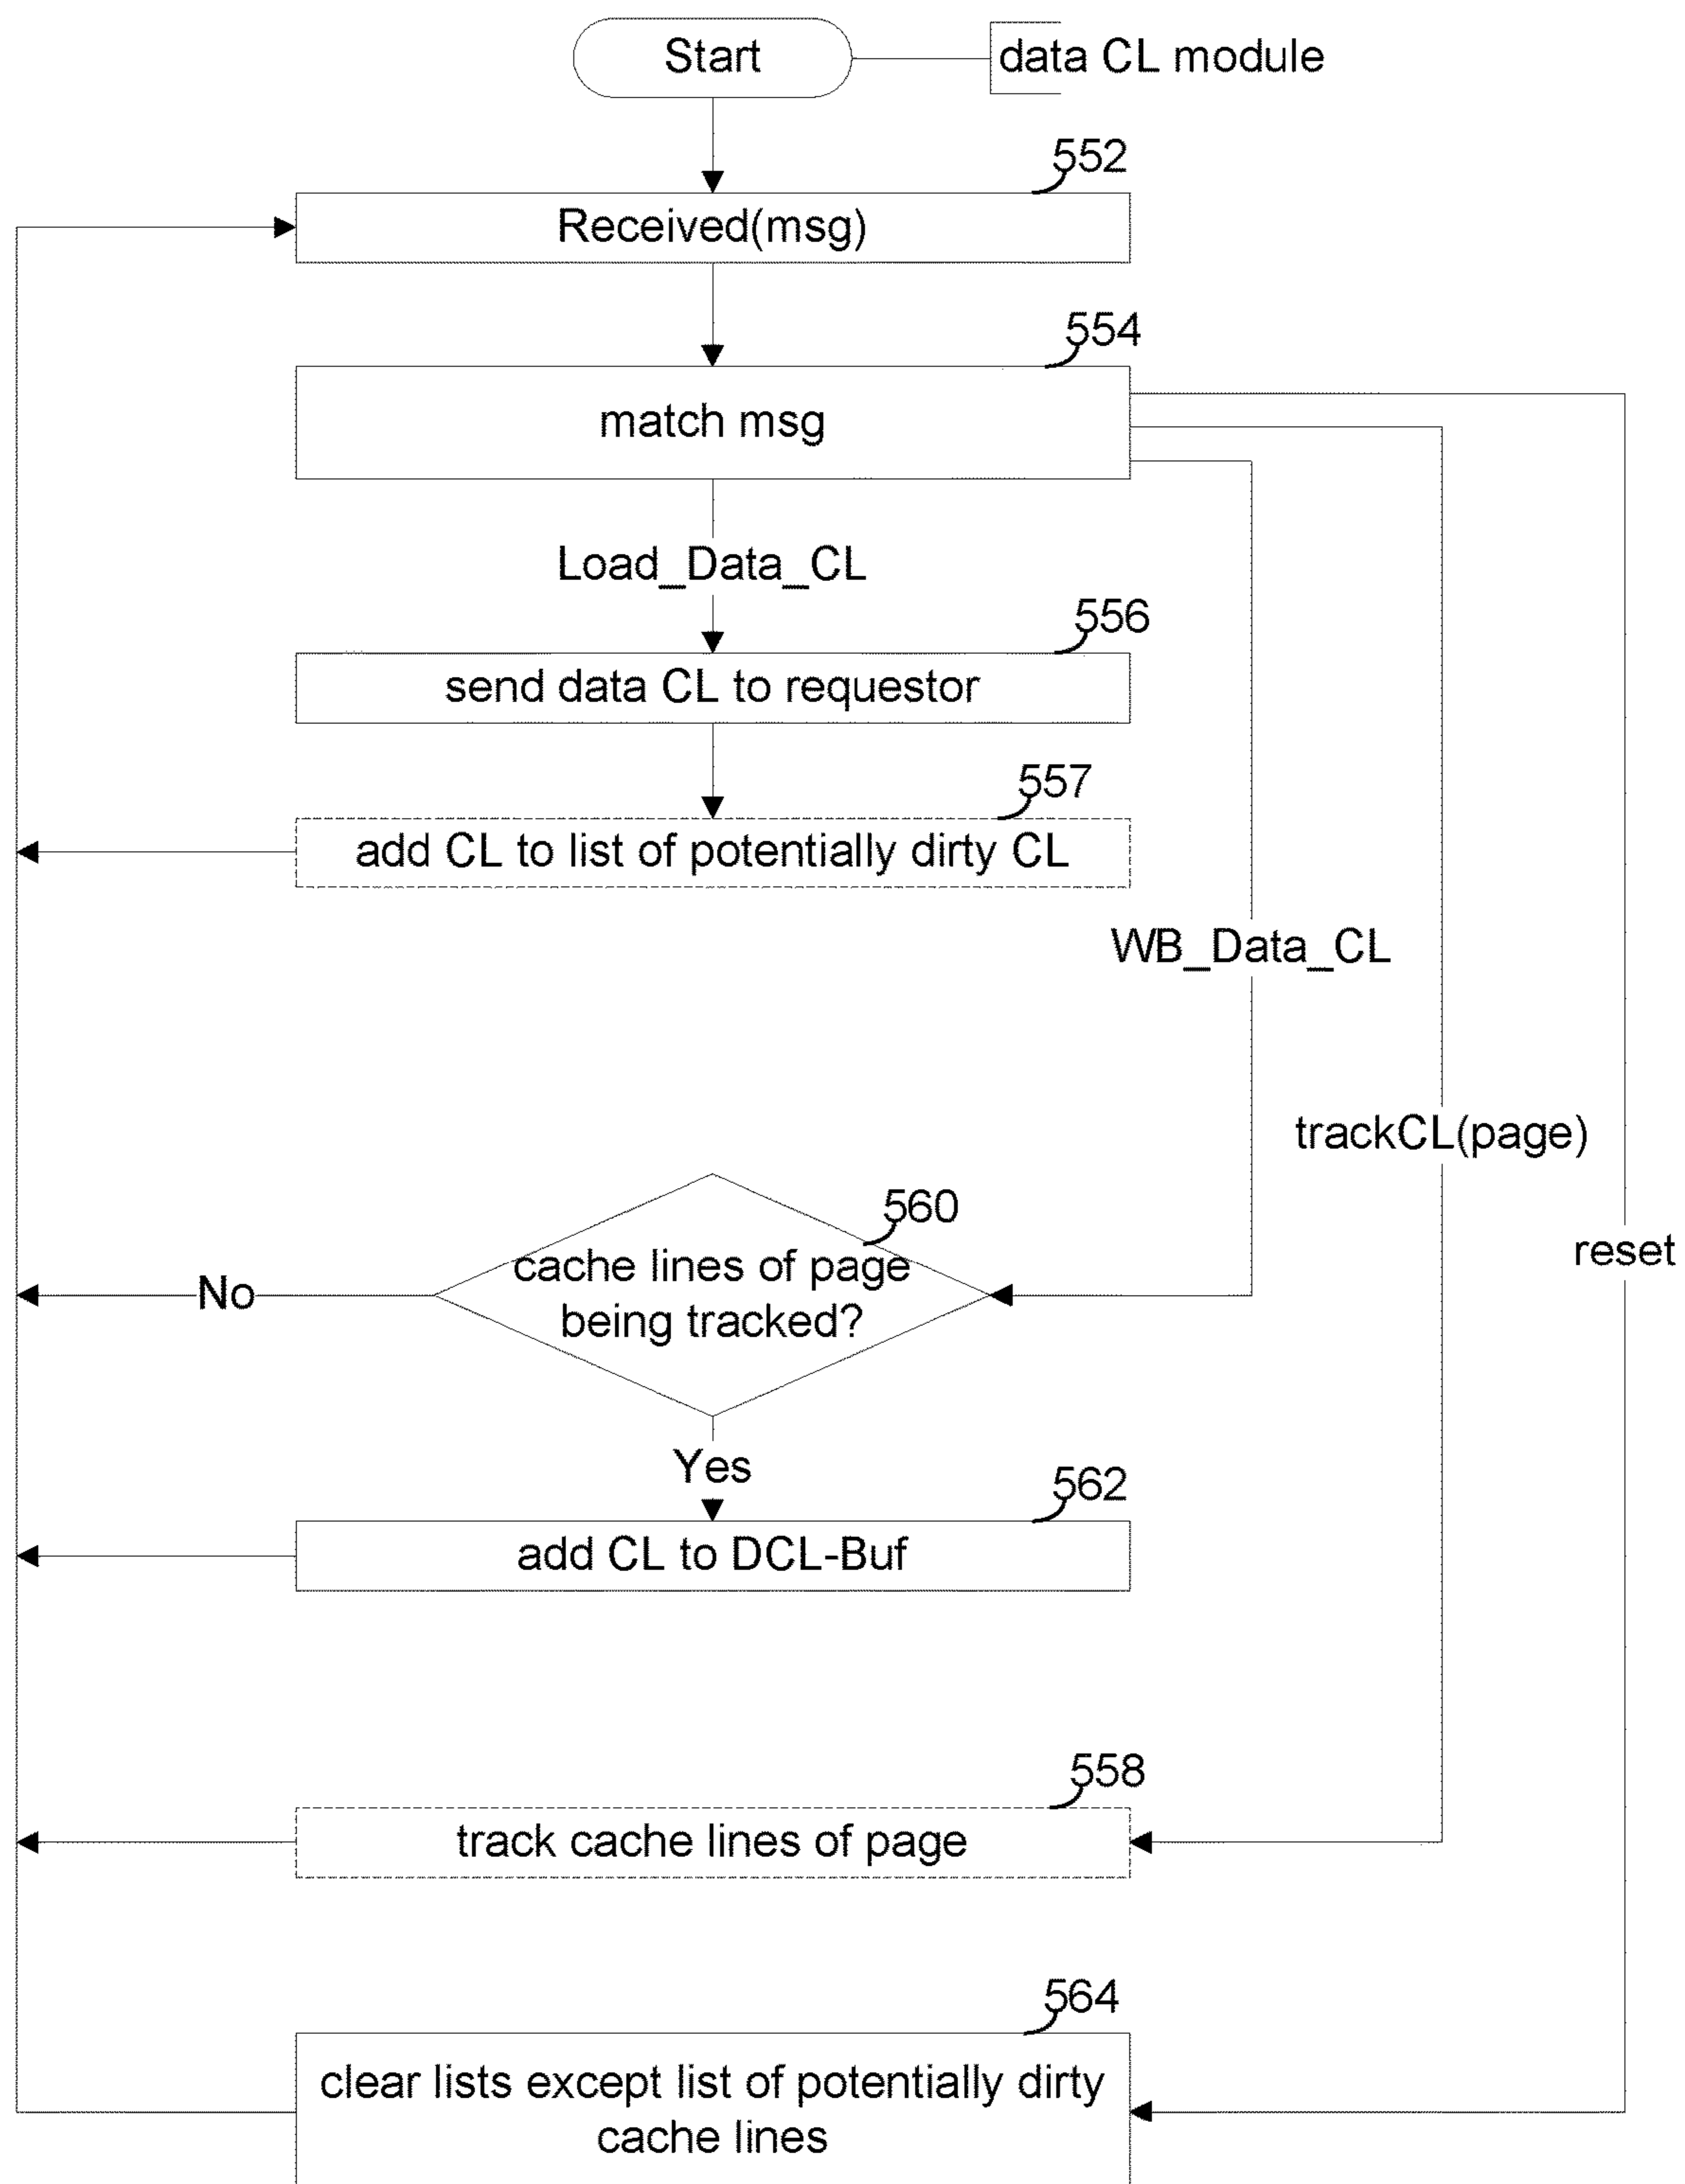 Start
data CL module
552
Received(msg)
554
match msg
Load_Data_CL
556
send data CL to requestor
557
add CL to list of potentially dirty CL
WB_Data_CL
trackCL(page)
560
reset
cache lines of page
being tracked?
No
Yes
562
add CL to DCL-Buf
558
track cache lines of page
564
clear lists except list of potentially dirty
cache lines